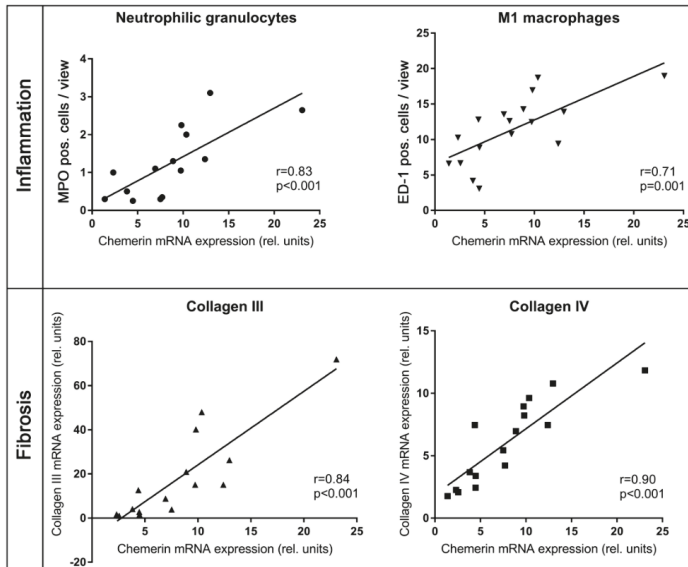 Inflammation
Neutrophilic granulocytes
MPO pos. cells / view
4
3
2
1
0
r=0.83
p<0.001
0 5 10 15 20 25
Chemerin mRNA expression (rel. units)
M1 macrophages
ED-1 pos. cells / view
25
20
15
10
5
0
r=0.71
p=0.001
0 5 10 15 20 25
Chemerin mRNA expression (rel. units)
Fibrosis
Collagen III
Collagen III mRNA expression (rel. units)
80
60
40
20
0
-20
5 10 15 20 25
r=0.84
p<0.001
Chemerin mRNA expression (rel. units)
Collagen IV
Collagen IV mRNA expression (rel. units)
15
10
5
0
r=0.90
p<0.001
0 5 10 15 20 25
Chemerin mRNA expression (rel. units)